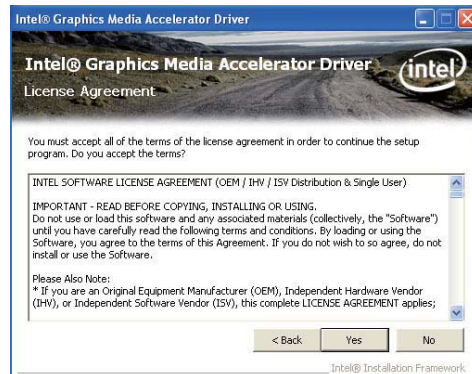 Intel® Graphics Media Accelerator Driver
Intel® Graphics Media Accelerator Driver
intel
License Agreement
You must accept all of the terms of the license agreement in order to continue the setup
program. Do you accept the terms?
INTEL SOFTWARE LICENSE AGREEMENT (OEM / IHV / ISV Distribution & Single User)
IMPORTANT - READ BEFORE COPYING, INSTALLING OR USING.
Do not use or load this software and any associated materials (collectively, the "Software")
until you have carefully read the following terms and conditions. By loading or using the
Software, you agree to the terms of this Agreement. If you do not wish to so agree, do not
install or use the Software.
Please Also Note:
* If you are an Original Equipment Manufacturer (OEM), Independent Hardware Vendor
(IHV), or Independent Software Vendor (ISV), this complete LICENSE AGREEMENT applies;
< Back Yes No
Intel® Installation Framework